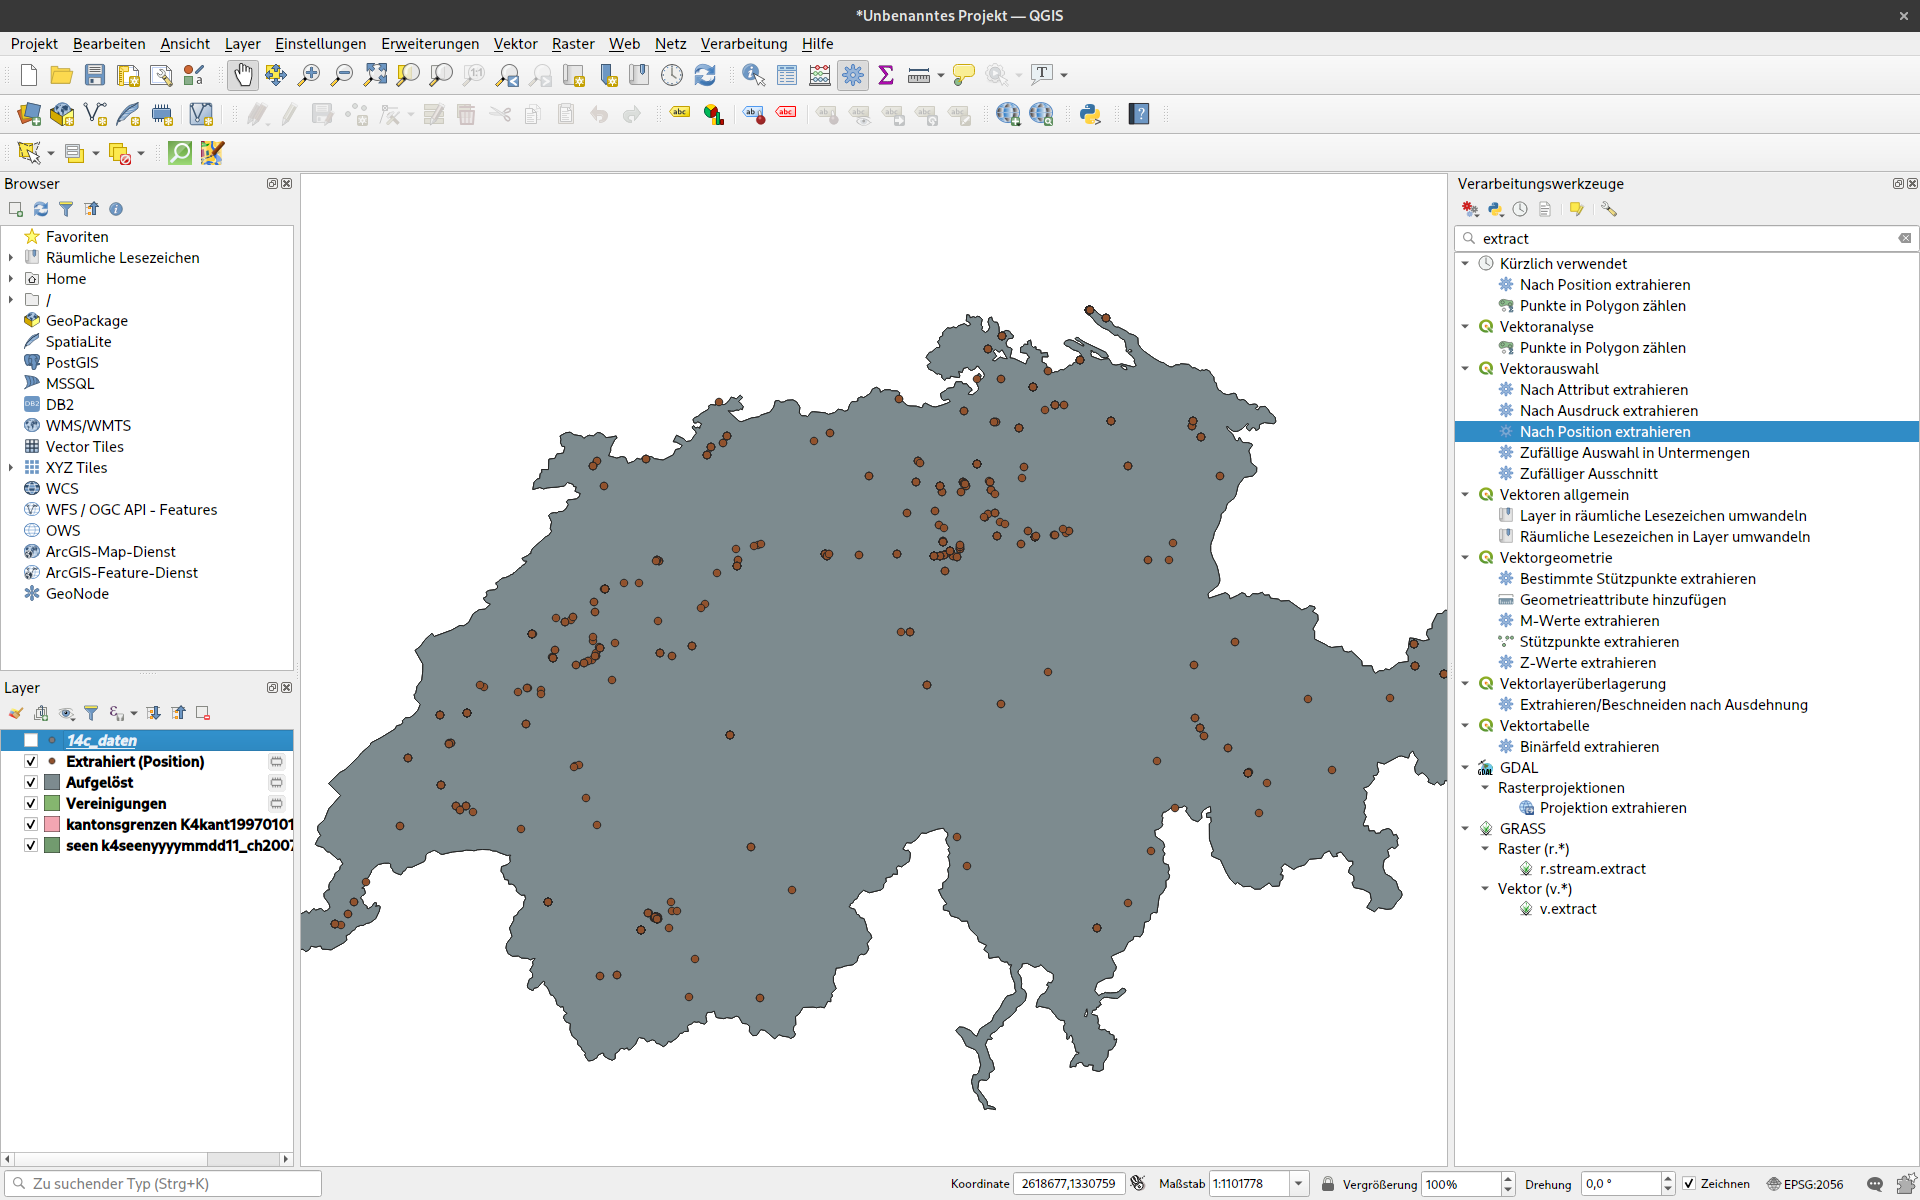 *Unbenanntes Projekt — QGIS
Projekt Bearbeiten Ansicht Layer Einstellungen Erweiterungen Vektor Raster Web Netz Verarbeitung Hilfe
Browser
Favoriten
Räumliche Lesezeichen
Home
/
GeoPackage
SpatiaLite
PostGIS
MSSQL
DB2
WMS/WMTS
Vector Tiles
XYZ Tiles
WCS
WFS / OGC API - Features
OWS
ArcGIS-Map-Dienst
ArcGIS-Feature-Dienst
GeoNode
Layer
14c_daten
Extrahiert (Position)
Aufgelöst
Vereinigungen
kantonsgrenzen K4kant19970101
seen k4seenyyyymmdd11_ch2007
Verarbeitungswerkzeuge
extract
Kürzlich verwendet
Nach Position extrahieren
Punkte in Polygon zählen
Vektoranalyse
Punkte in Polygon zählen
Vektorauswahl
Nach Attribut extrahieren
Nach Ausdruck extrahieren
Nach Position extrahieren
Zufällige Auswahl in Untermengen
Zufälliger Ausschnitt
Vektoren allgemein
Layer in räumliche Lesezeichen umwandeln
Räumliche Lesezeichen in Layer umwandeln
Vektorgeometrie
Bestimmte Stützpunkte extrahieren
Geometrieattribute hinzufügen
M-Werte extrahieren
Stützpunkte extrahieren
Z-Werte extrahieren
Vektorlayerüberlagerung
Extrahieren/Beschneiden nach Ausdehnung
Vektortabelle
Binärfeld extrahieren
GDAL
Rasterprojektionen
Projektion extrahieren
GRASS
Raster (r.*)
r.stream.extract
Vektor (v.*)
v.extract
Zu suchender Typ (Strg+K)
Koordinate 2618677,1330759 Maßstab 1:1101778 Vergrößerung 100% Drehung 0,0 ° Zeichnen EPSG:2056